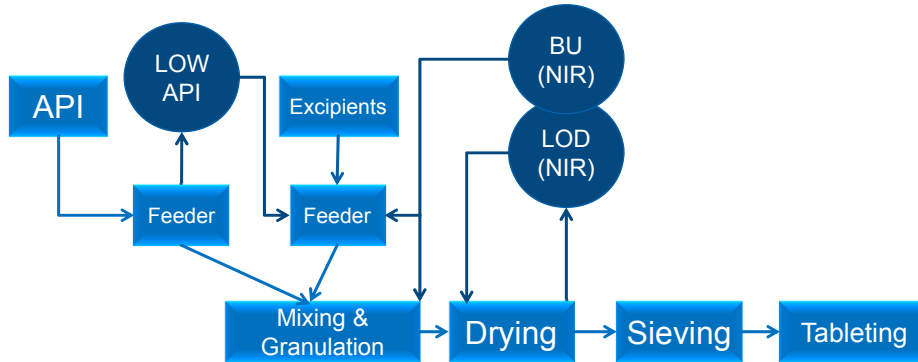 LOW
API
BU
(NIR)
API
Excipients
LOD
(NIR)
Feeder
Feeder
Mixing &
Granulation
Drying
Sieving
Tableting